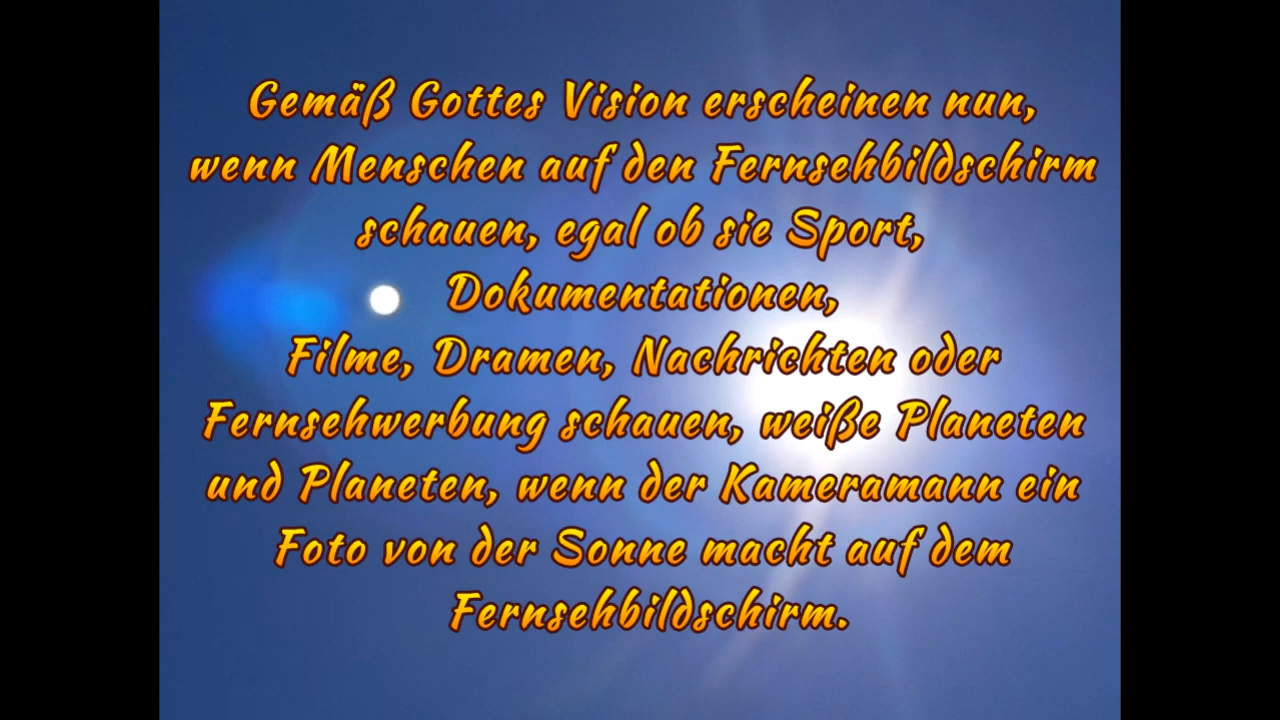 Gemäß Gottes Vision erscheinen nun,
wenn Menschen auf den Fernsehbildschirm
schauen, egal ob sie Sport,
Dokumentationen,
Filme, Dramen, Nachrichten oder
Fernsehwerbung schauen, weiße Planeten
und Planeten, wenn der Kameramann ein
Foto von der Sonne macht auf dem
Fernsehbildschirm.